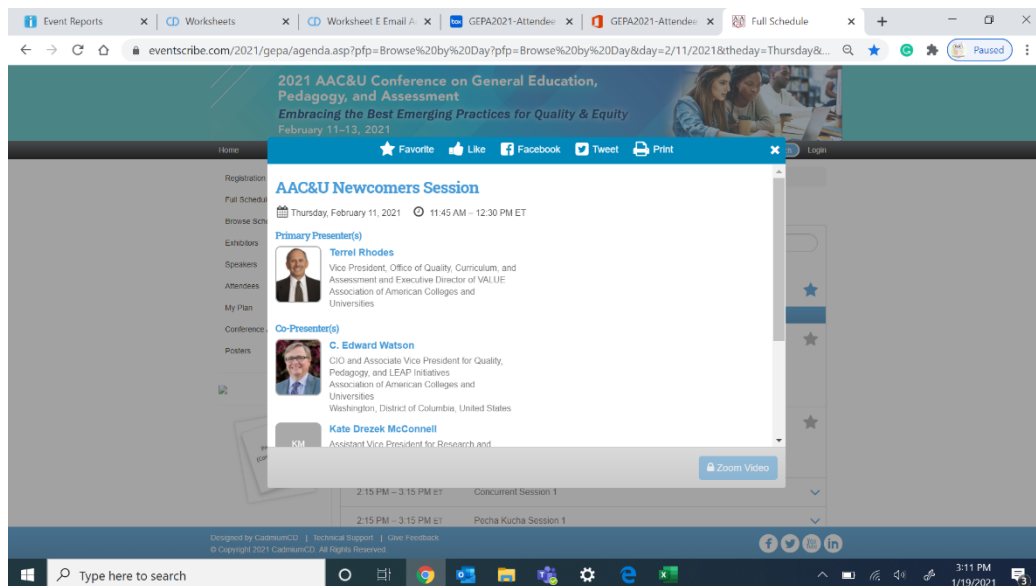 Event Reports
Worksheets
Worksheet E Email A
GEPA2021-Attendee
GEPA2021-Attendee
Full Schedule
eventscribe.com/2021/gepa/agenda.asp?pfp=Browse%20by%20Day?pfp=Browse%20by%20Day&day=2/11/2021&theday=Thursday&...
Paused
2021 AAC&U Conference on General Education,
Pedagogy, and Assessment
Embracing the Best Emerging Practices for Quality & Equity
February 11–13, 2021
Home
Login
Favorite Like Facebook Tweet Print
Registration
Full Schedul
Browse Sch
Exhibitors
Speakers
Attendees
My Plan
Conference
Posters
AAC&U Newcomers Session
Thursday, February 11, 2021 11:45 AM – 12:30 PM ET
Primary Presenter(s)
Terrel Rhodes
Vice President, Office of Quality, Curriculum, and
Assessment and Executive Director of VALUE
Association of American Colleges and
Universities
Co-Presenter(s)
C. Edward Watson
CIO and Associate Vice President for Quality,
Pedagogy, and LEAP Initiatives
Association of American Colleges and
Universities
Washington, District of Columbia, United States
KM
Kate Drezek McConnell
Assistant Vice President for Research and
Zoom Video
2:15 PM – 3:15 PM ET Concurrent Session 1
2:15 PM – 3:15 PM ET Pecha Kucha Session 1
Designed by CadmiumCD | Technical Support | Give Feedback
© Copyright 2021 CadmiumCD. All Rights Reserved.
Type here to search
3:11 PM
1/19/2021